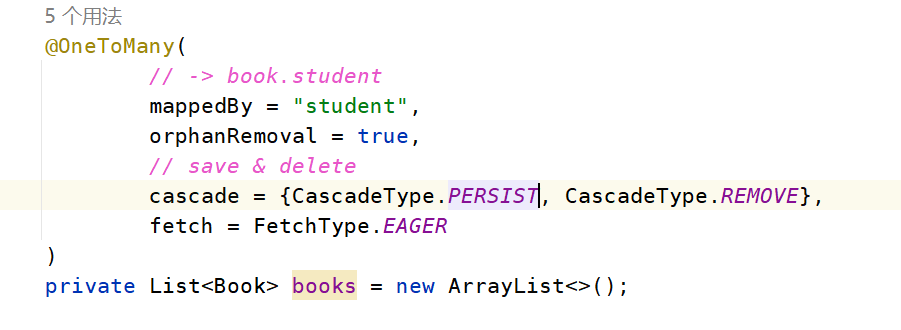 5 个用法
@OneToMany(
// -> book.student
mappedBy = "student",
orphanRemoval = true,
// save & delete
cascade = {CascadeType.PERSIST, CascadeType.REMOVE},
fetch = FetchType.EAGER
)
private List<Book> books = new ArrayList<>();